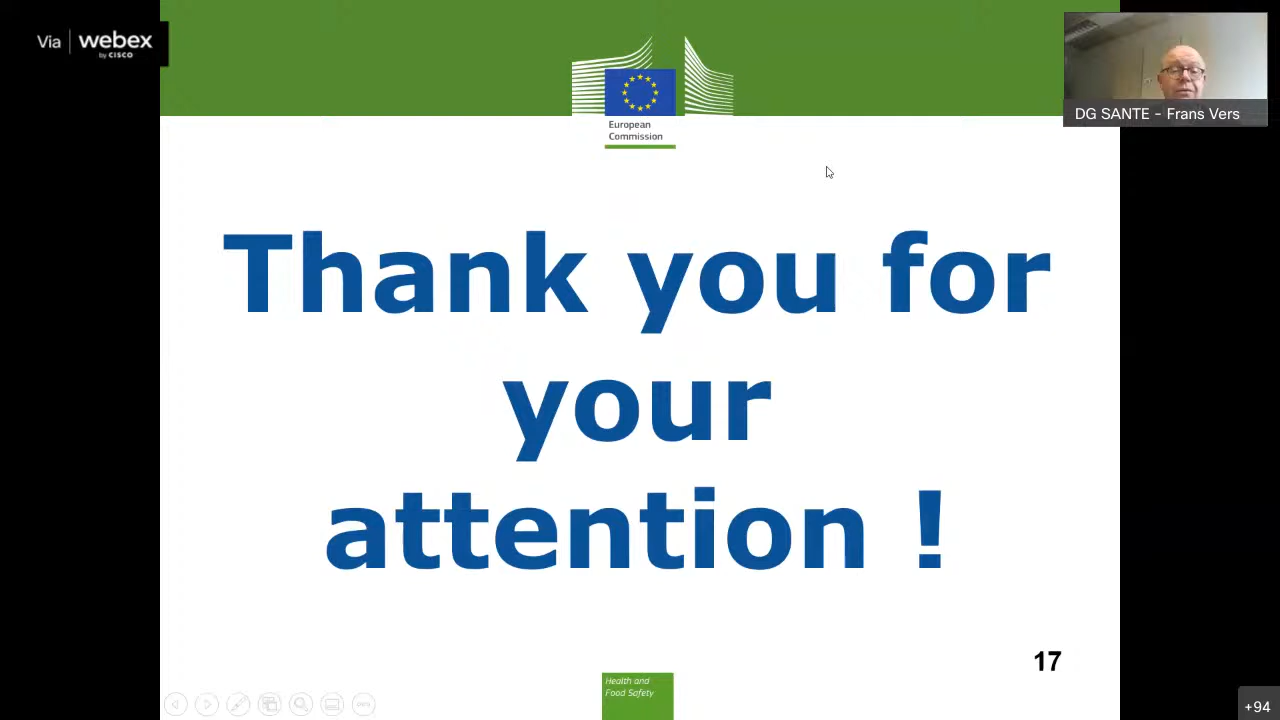 Via webex
by CISCO
DG SANTE - Frans Vers
European
Commission
Thank you for
your
attention !
17
Health and
Food Safety
+94